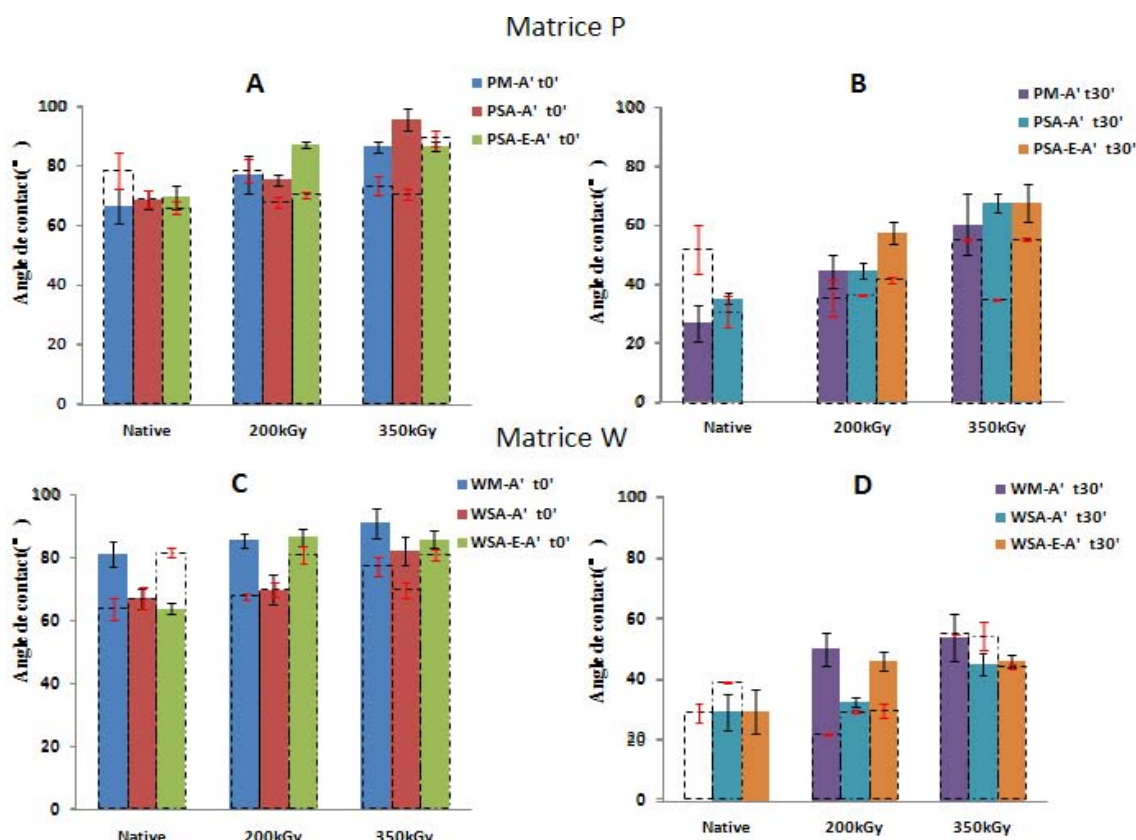 Matrice P
A
PM-A' t0'
PSA-A' t0'
PSA-E-A' t0'
Angle de contact(°)
100
80
60
40
20
0
Native 200kGy 350kGy
B
PM-A' t30'
PSA-A' t30'
PSA-E-A' t30'
Angle de contact(°)
100
80
60
40
20
0
Native 200kGy 350kGy
Matrice W
C
WM-A' t0'
WSA-A' t0'
WSA-E-A' t0'
Angle de contact(°)
100
80
60
40
20
0
Native 200kGy 350kGy
D
WM-A' t30'
WSA-A' t30'
WSA-E-A' t30'
Angle de contact(°)
100
80
60
40
20
0
Native 200kGy 350kGy